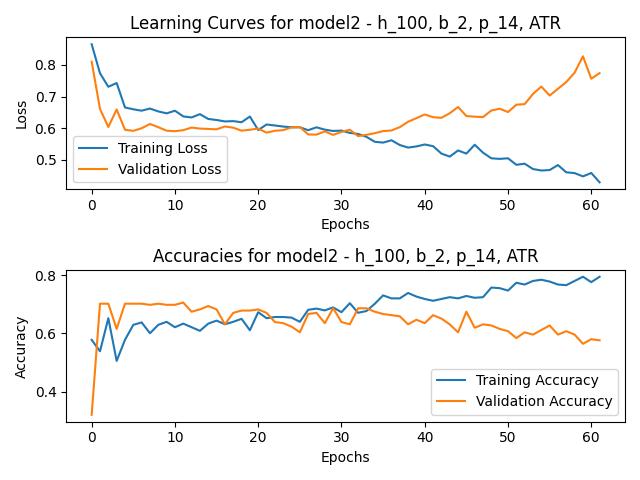 Learning Curves for model2 - h_100, b_2, p_14, ATR
0.8
0.7
0.6
0.5
Loss
Training Loss
Validation Loss
0 10 20 30 40 50 60
Epochs
Accuracies for model2 - h_100, b_2, p_14, ATR
0.8
0.6
0.4
Accuracy
Training Accuracy
Validation Accuracy
0 10 20 30 40 50 60
Epochs